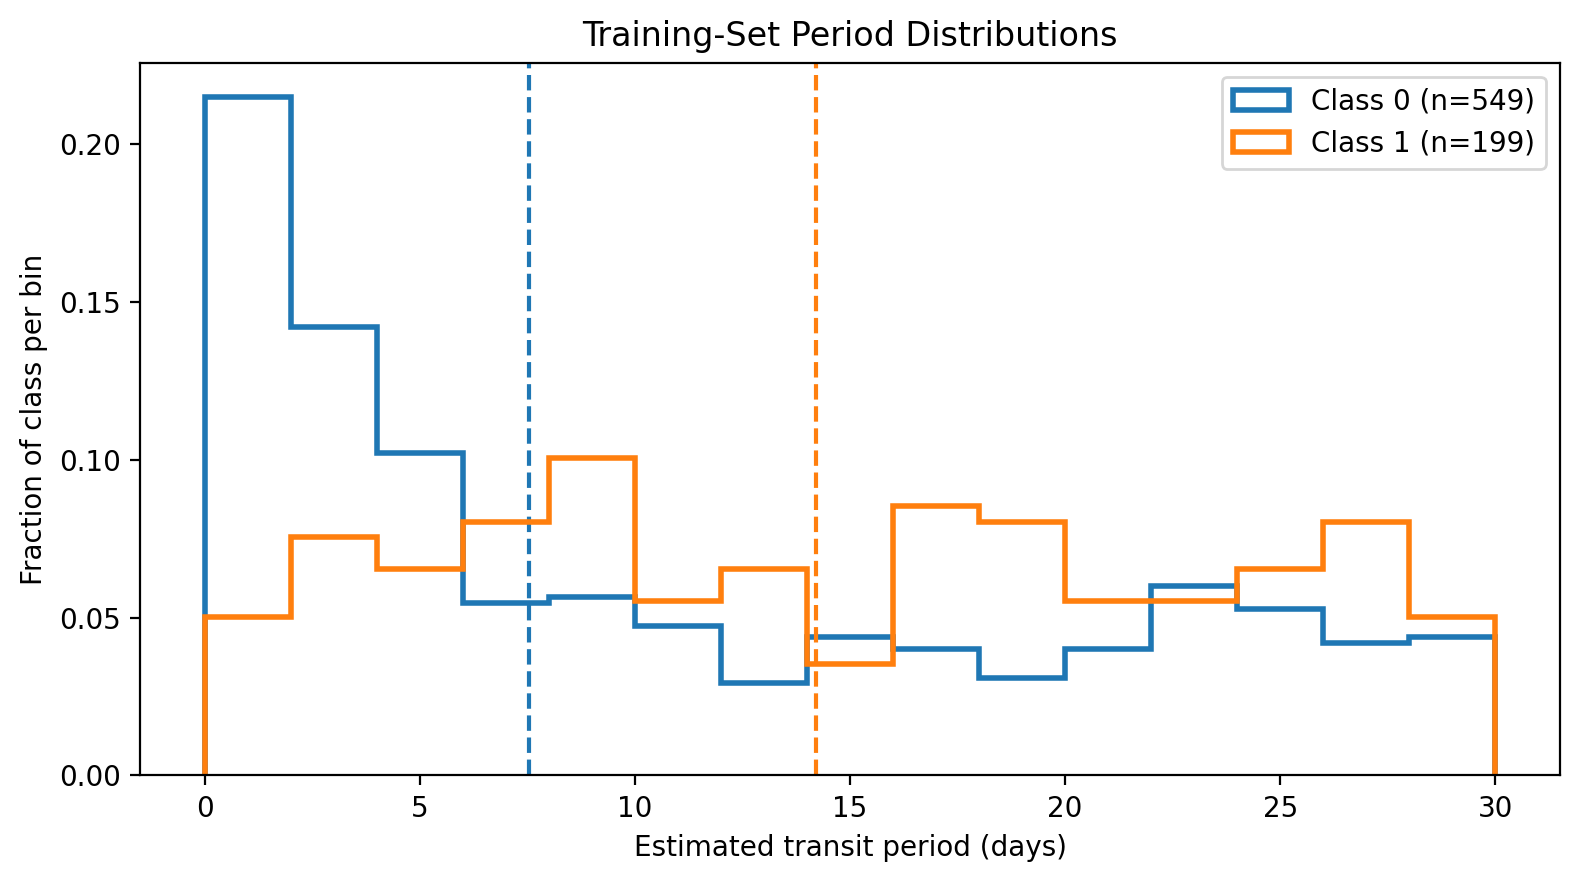 Training-Set Period Distributions
Class 0 (n=549)
Class 1 (n=199)
Fraction of class per bin
0.20
0.15
0.10
0.05
0.00
0 5 10 15 20 25 30
Estimated transit period (days)